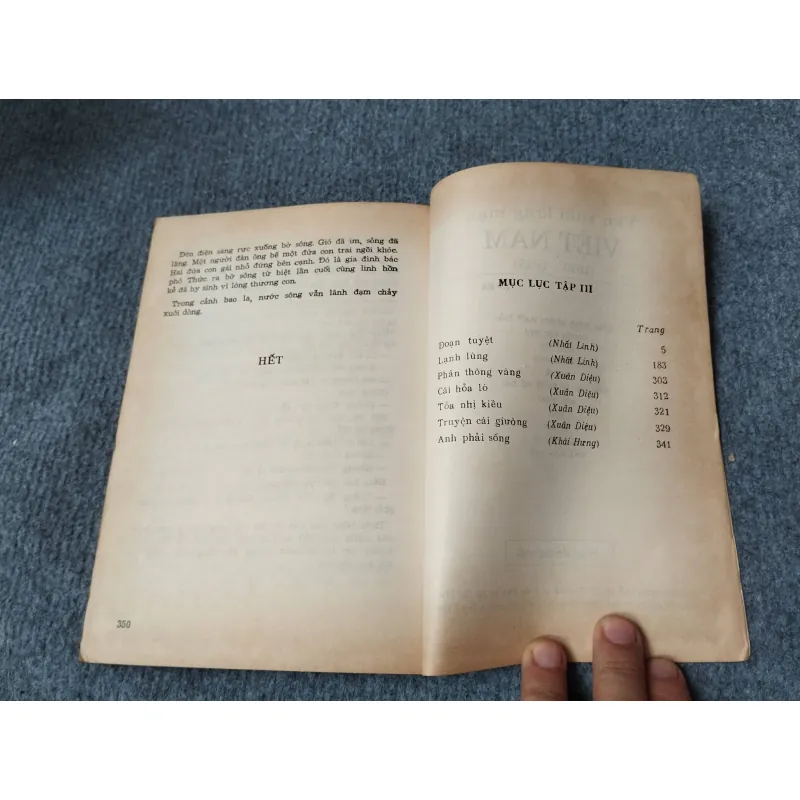 Đèn điện sáng rực xuống bờ sông. Gió đã im, sóng đã
lặng. Một người đàn ông bế một đứa con trai ngồi khóc.
Hai đứa con gái nhỏ đứng bên cạnh. Đó là gia đình bác
phó Thức ra bờ sông từ biệt lần cuối cùng linh hồn
kẻ đã hy sinh vì lòng thương con.
Trong cảnh bao la, nước sông vẫn lãnh đạm chảy
xuôi dòng.
HẾT
350
VIỆT NAM
MỤC LỤC TẬP III
Trang
Đoạn tuyệt (Nhất Linh) 5
Lạnh lùng (Nhất Linh) 183
Phấn thông vàng (Xuân Diệu) 303
Cái hỏa lò (Xuân Diệu) 312
Tỏa nhị kiều (Xuân Diệu) 321
Truyện cái giường (Xuân Diệu) 329
Anh phải sống (Khái Hưng) 341